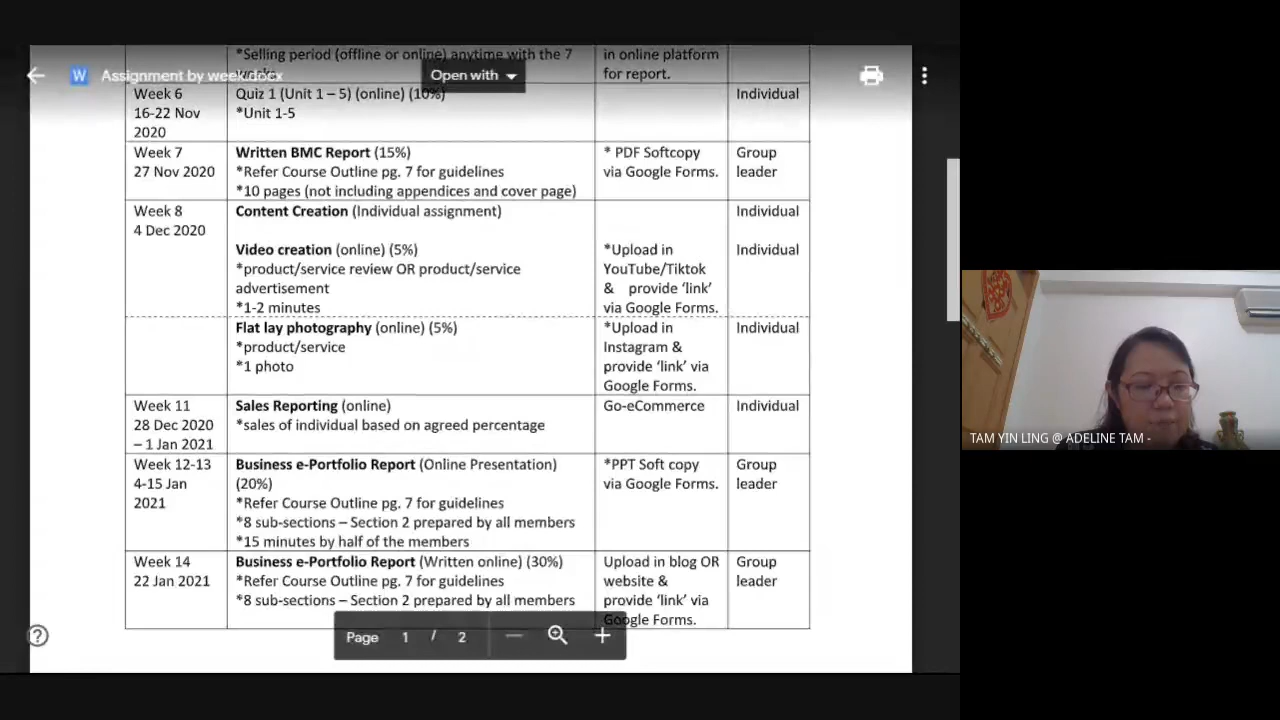 *Selling period (offline or online) anytime with the 7
in online platform
for report.
Assignment by week.docx
Open with
Week 6
16-22 Nov
2020
Quiz 1 (Unit 1 – 5) (online) (10%)
*Unit 1-5
Individual
Week 7
27 Nov 2020
Written BMC Report (15%)
*Refer Course Outline pg. 7 for guidelines
*10 pages (not including appendices and cover page)
* PDF Softcopy
via Google Forms.
Group
leader
Week 8
4 Dec 2020
Content Creation (Individual assignment)
Individual
Video creation (online) (5%)
*product/service review OR product/service
advertisement
*1-2 minutes
*Upload in
YouTube/Tiktok
& provide ‘link’
via Google Forms.
Individual
Flat lay photography (online) (5%)
*product/service
*1 photo
*Upload in
Instagram &
provide ‘link’ via
Google Forms.
Individual
Week 11
28 Dec 2020
– 1 Jan 2021
Sales Reporting (online)
*sales of individual based on agreed percentage
Go-eCommerce
Individual
Week 12-13
4-15 Jan
2021
Business e-Portfolio Report (Online Presentation)
(20%)
*Refer Course Outline pg. 7 for guidelines
*8 sub-sections – Section 2 prepared by all members
*15 minutes by half of the members
*PPT Soft copy
via Google Forms.
Group
leader
Week 14
22 Jan 2021
Business e-Portfolio Report (Written online) (30%)
*Refer Course Outline pg. 7 for guidelines
*8 sub-sections – Section 2 prepared by all members
Upload in blog OR
website &
provide ‘link’ via
Google Forms.
Group
leader
Page 1 / 2
TAM YIN LING @ ADELINE TAM -